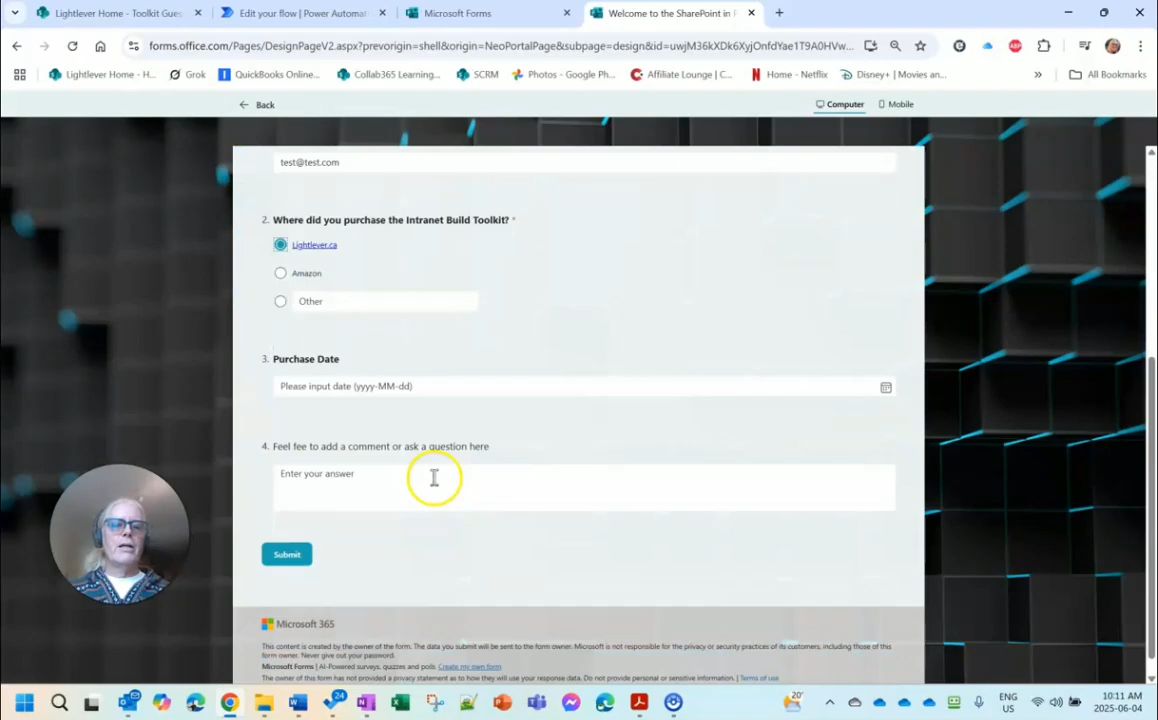 Lightlever Home - Toolkit Gues
Edit your flow | Power Automat
Microsoft Forms
Welcome to the SharePoint in F
forms.office.com/Pages/DesignPageV2.aspx?prevorigin=shell&origin=NeoPortalPage&subpage=design&id=uwjM36kXDk6XyjOnfdYae1T9A0HVw...
ABP
Lightlever Home - H...
Grok
QuickBooks Online...
Collab365 Learning...
SCRM
Photos - Google Ph...
Affiliate Lounge | C...
Home - Netflix
Disney+ | Movies an...
»
All Bookmarks
Back
Computer
Mobile
test@test.com
2. Where did you purchase the Intranet Build Toolkit? *
Lightlever.ca
Amazon
Other
3. Purchase Date
Please input date (yyyy-MM-dd)
4. Feel fee to add a comment or ask a question here
Enter your answer
Submit
Microsoft 365
This content is created by the owner of the form. The data you submit will be sent to the form owner. Microsoft is not responsible for the privacy or security practices of its customers, including those of this
form owner. Never give out your password.
Microsoft Forms | AI-Powered surveys, quizzes and polls Create my own form
The owner of this form has not provided a privacy statement as to how they will use your response data. Do not provide personal or sensitive information. | Terms of use
24
20°
ENG
US
10:11 AM
2025-06-04